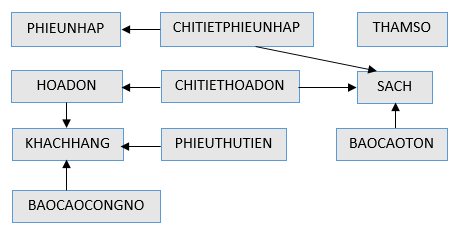 PHIEUNHAP
CHITIETPHIEUNHAP
THAMSO
HOADON
CHITIETHOADON
SACH
KHACHHANG
PHIEUTHUTIEN
BAOCAOTON
BAOCAOCONGNO